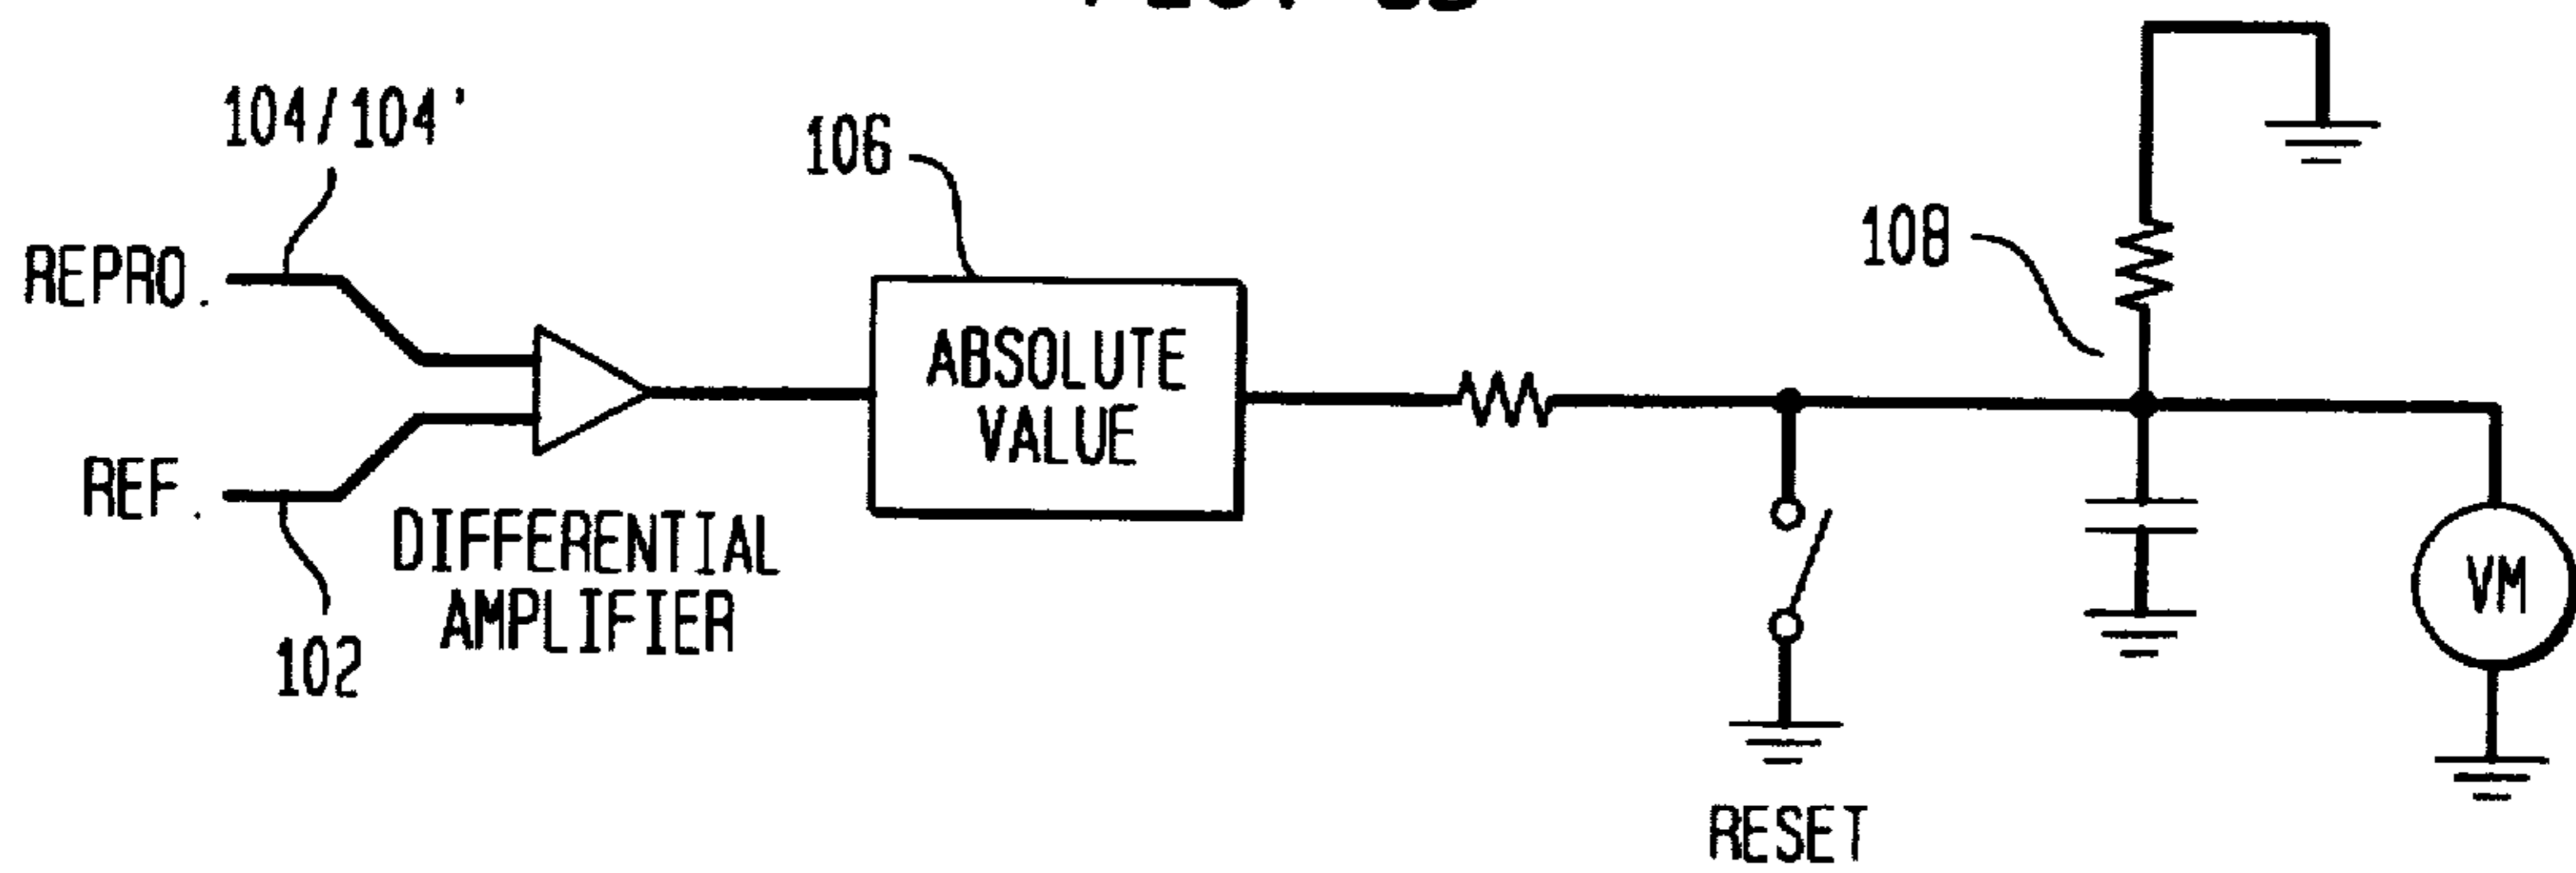 104/104'
106
108
REPRO.
ABSOLUTE
VALUE
REF.
DIFFERENTIAL
AMPLIFIER
VM
102
RESET